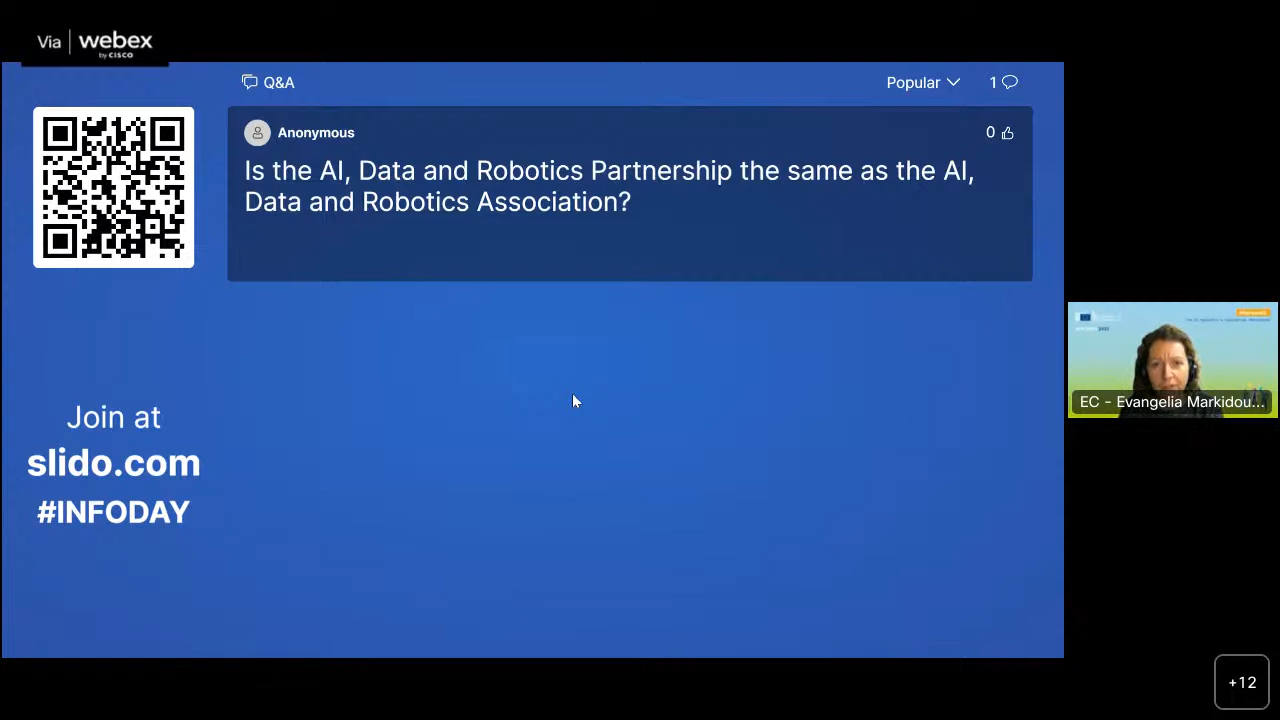 Via webex
by CISCO
Q&A
Popular
1
Anonymous
0
Is the AI, Data and Robotics Partnership the same as the AI,
Data and Robotics Association?
Join at
slido.com
#INFODAY
EC - Evangelia Markidou...
+12